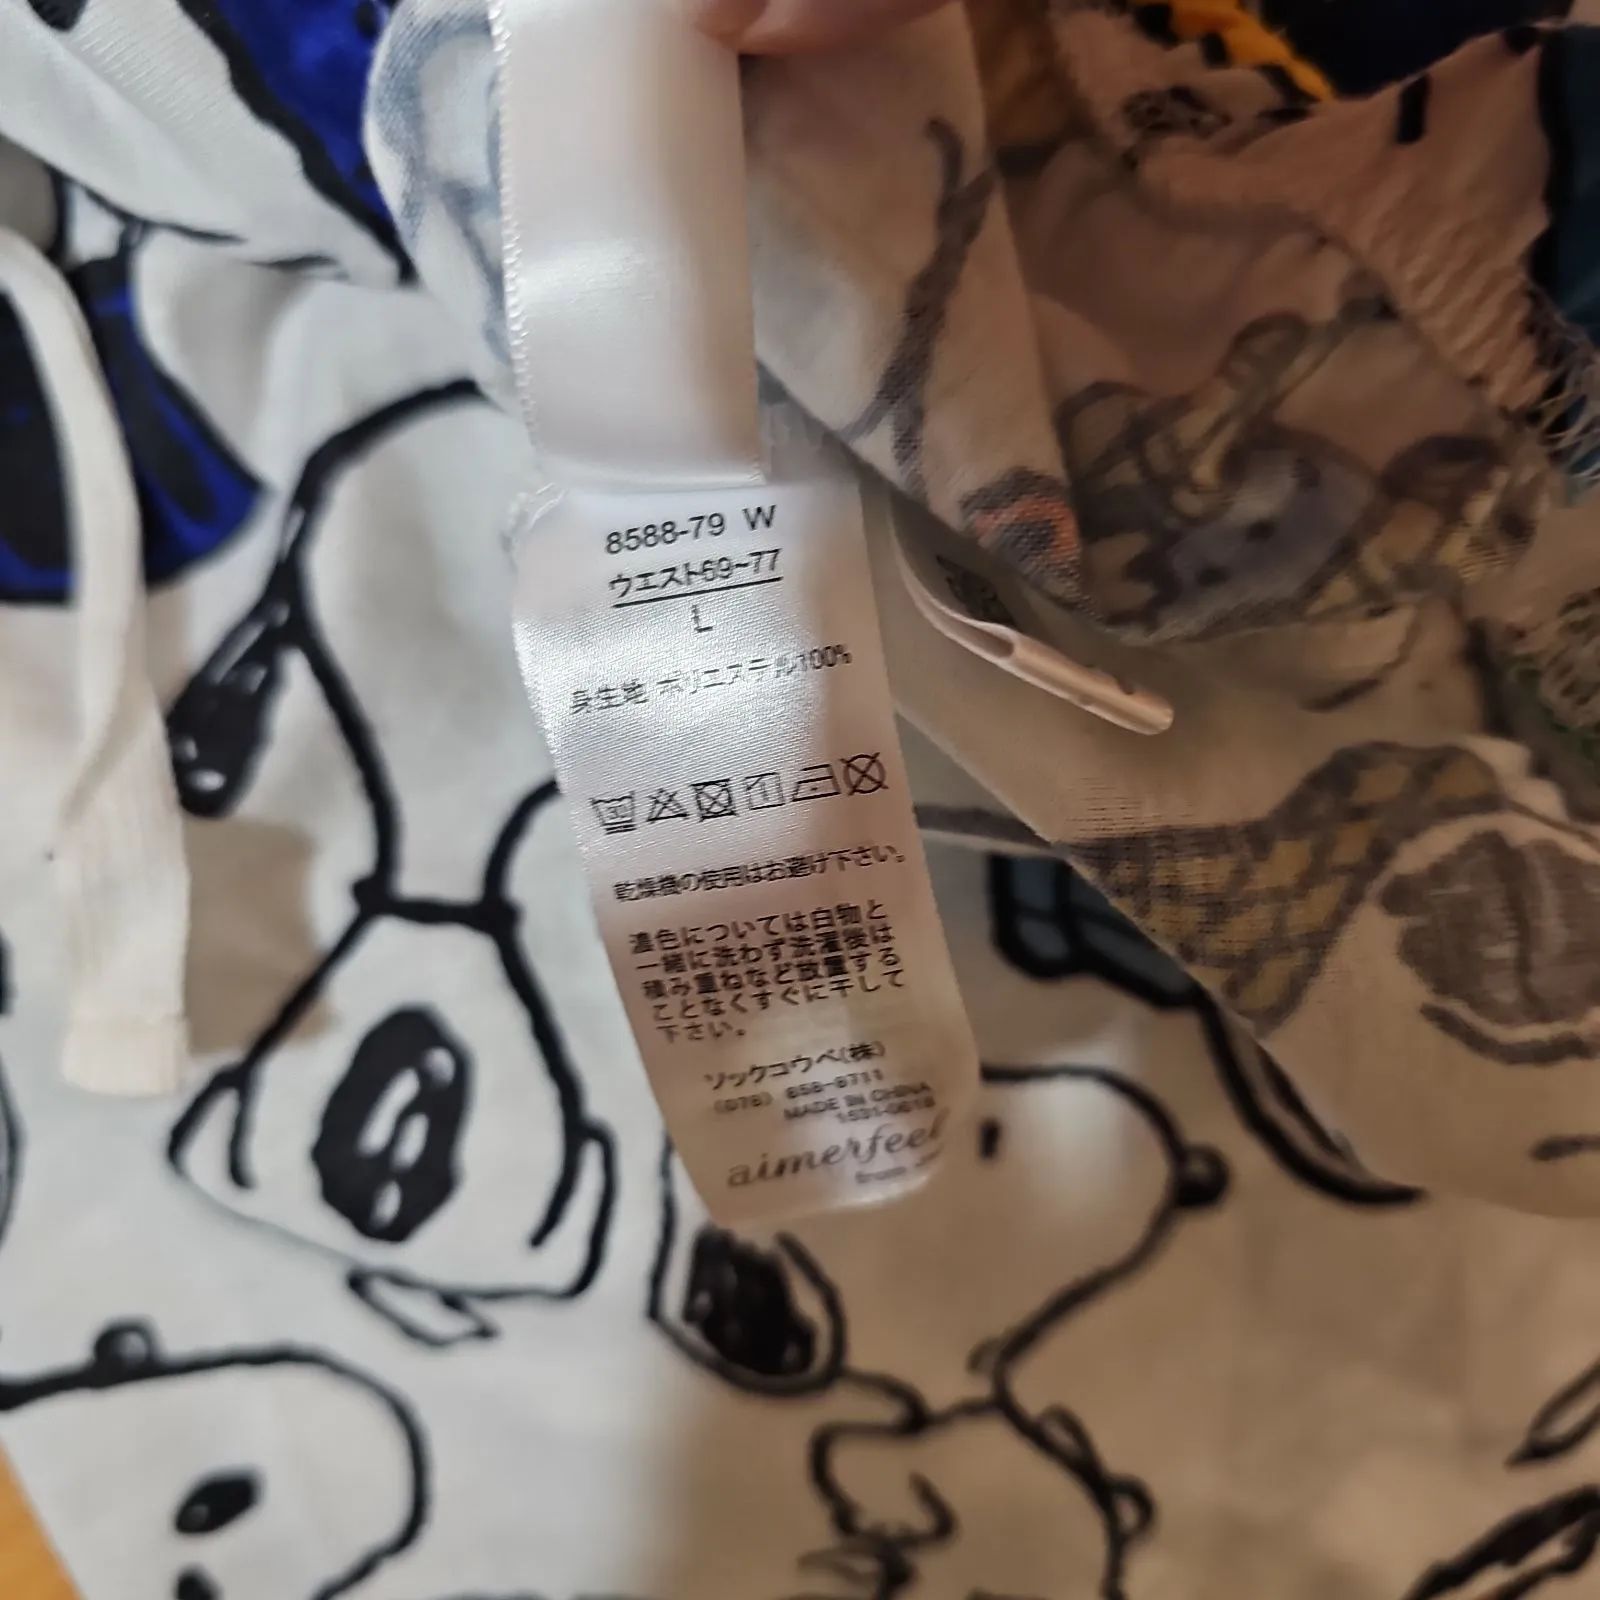 8588-79 W
ウエスト69~77
L
身生地 ポリエステル100%
乾燥機の使用はお避け下さい。
濃色については白物と
一緒に洗わず洗濯後は
積み重ねなど放置する
ことなくすぐに干して
下さい。
ソックコウベ(株)
(078) 858-8711
MADE IN CHINA
aimerfeel
from